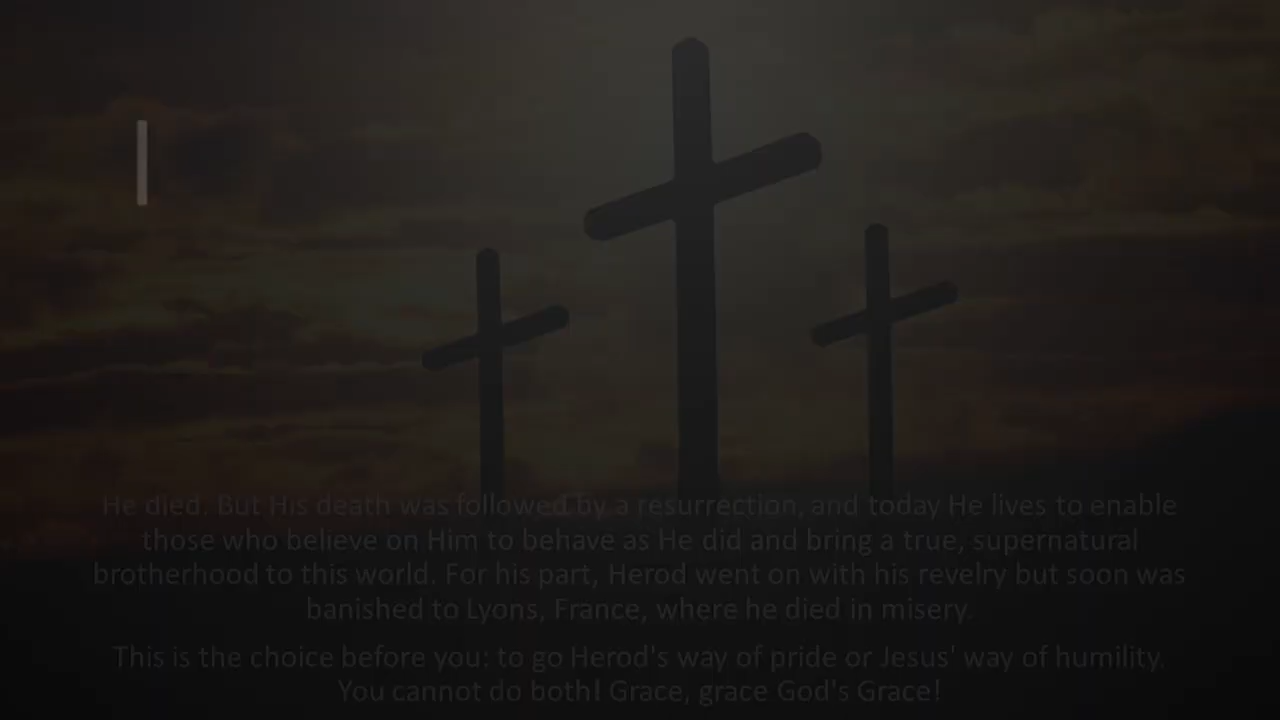 He died. But His death was followed by a resurrection, and today He lives to enable
those who believe on Him to behave as He did and bring a true, supernatural
brotherhood to this world. For his part, Herod went on with his revelry but soon was
banished to Lyons, France, where he died in misery.
This is the choice before you: to go Herod's way of pride or Jesus' way of humility.
You cannot do both! Grace, grace God's Grace!